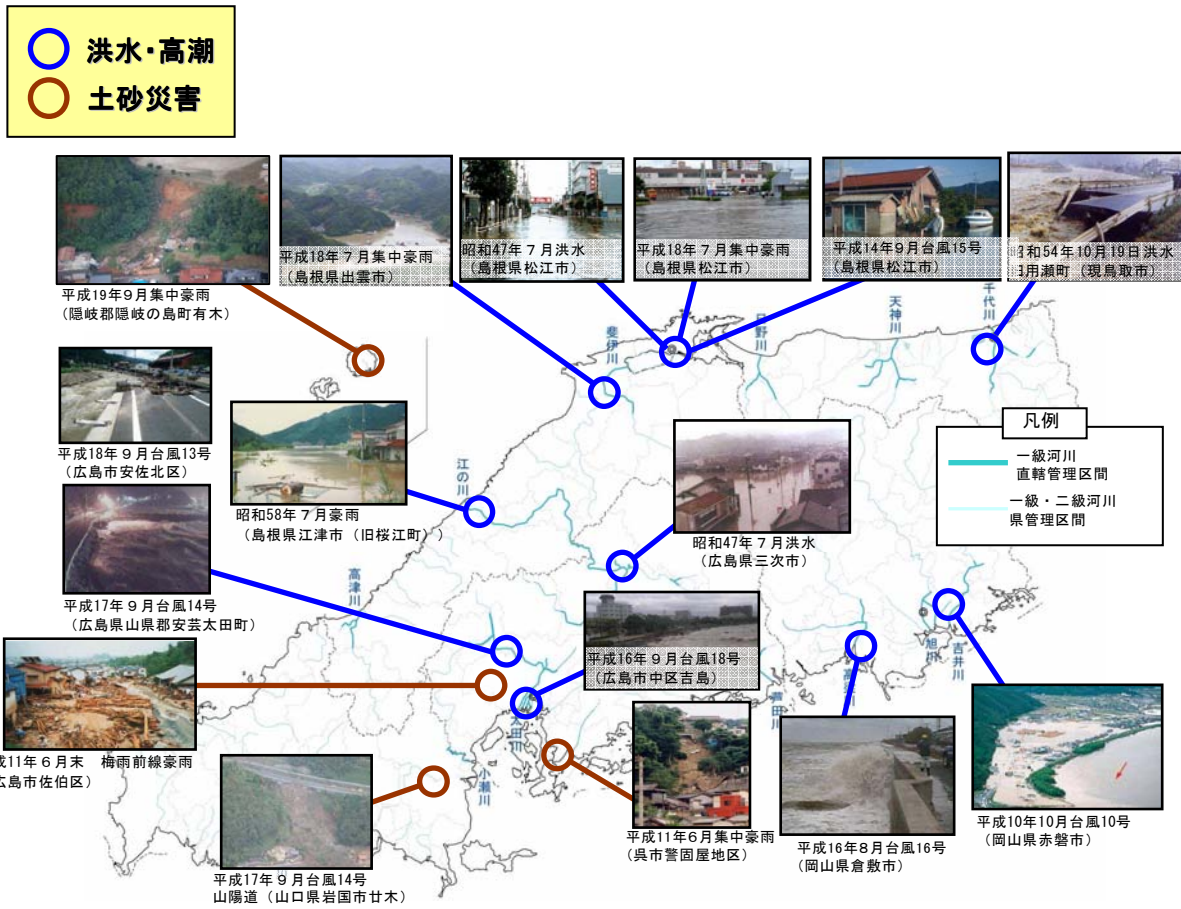 洪水・高潮
土砂災害
平成19年9月集中豪雨
（隠岐郡隠岐の島町有木）
平成18年7月集中豪雨
（島根県出雲市）
昭和47年7月洪水
（島根県松江市）
平成18年7月集中豪雨
（島根県松江市）
平成14年9月台風15号
（島根県松江市）
和54年10月19日洪水
用瀬町（現鳥取市）
斐伊川
日野川
天神川
千代川
平成18年9月台風13号
（広島市安佐北区）
昭和58年7月豪雨
（島根県江津市（旧桜江町））
江の川
昭和47年7月洪水
（広島県三次市）
凡例
一級河川
直轄管理区間
一級・二級河川
県管理区間
平成17年9月台風14号
（広島県山県郡安芸太田町）
高津川
平成16年9月台風18号
（広島市中区吉島）
旭川
吉井川
高梁川
芦田川
太田川
小瀬川
成11年6月末　梅雨前線豪雨
広島市佐伯区）
平成17年9月台風14号
山陽道（山口県岩国市廿木）
平成11年6月集中豪雨
（呉市警固屋地区）
平成16年8月台風16号
（岡山県倉敷市）
平成10年10月台風10号
（岡山県赤磐市）